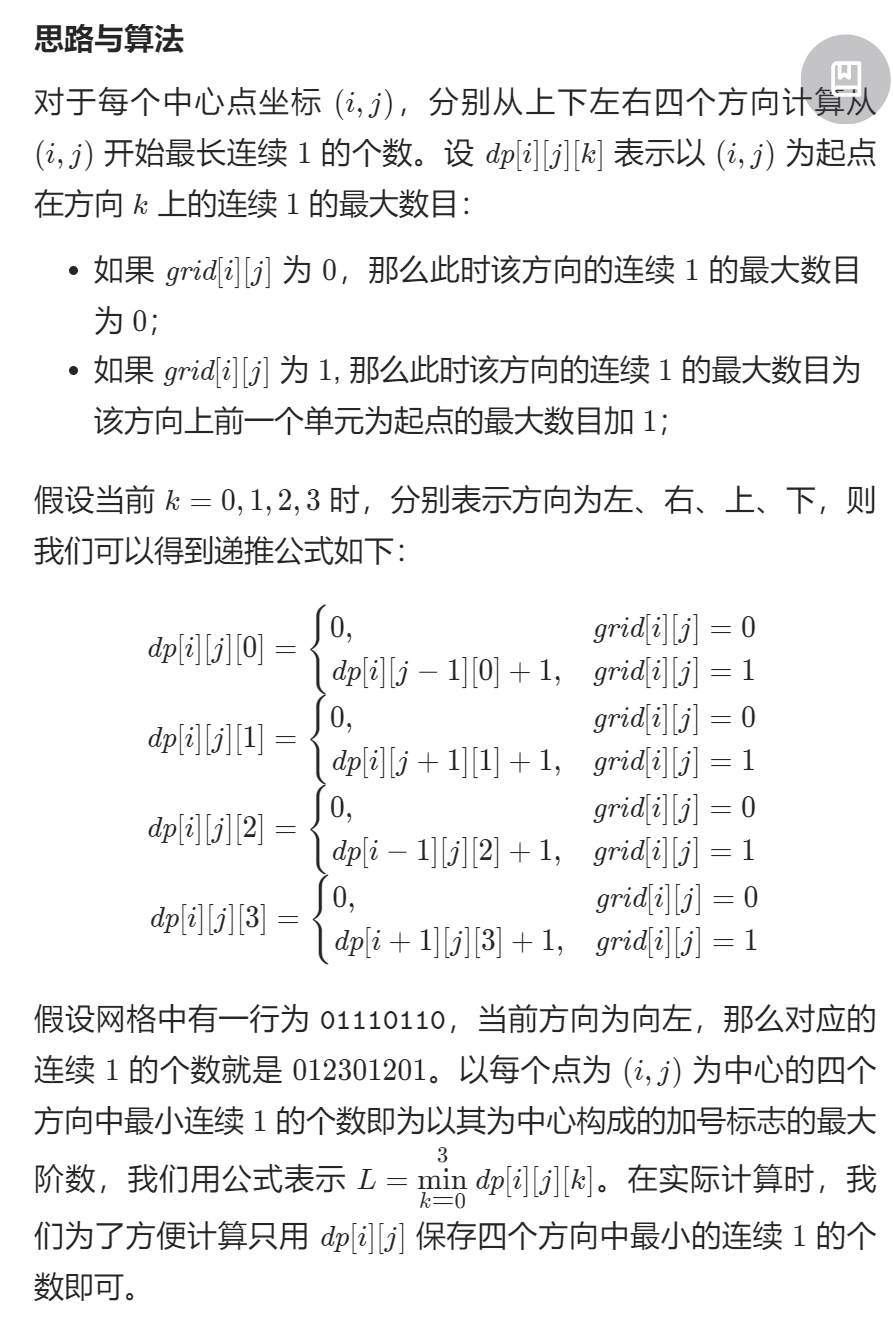 思路与算法
对于每个中心点坐标 (i, j)，分别从上下左右四个方向计算从
(i, j) 开始最长连续 1 的个数。设 dp[i][j][k] 表示以 (i, j) 为起点
在方向 k 上的连续 1 的最大数目：
• 如果 grid[i][j] 为 0，那么此时该方向的连续 1 的最大数目
为 0；
• 如果 grid[i][j] 为 1, 那么此时该方向的连续 1 的最大数目为
该方向上前一个单元为起点的最大数目加 1；
假设当前 k = 0, 1, 2, 3 时，分别表示方向为左、右、上、下，则
我们可以得到递推公式如下：
dp[i][j][0] = { 0, grid[i][j] = 0
dp[i][j − 1][0] + 1, grid[i][j] = 1
dp[i][j][1] = { 0, grid[i][j] = 0
dp[i][j + 1][1] + 1, grid[i][j] = 1
dp[i][j][2] = { 0, grid[i][j] = 0
dp[i − 1][j][2] + 1, grid[i][j] = 1
dp[i][j][3] = { 0, grid[i][j] = 0
dp[i + 1][j][3] + 1, grid[i][j] = 1
假设网格中有一行为 01110110，当前方向为向左，那么对应的
连续 1 的个数就是 012301201。以每个点为 (i, j) 为中心的四个
方向中最小连续 1 的个数即为以其为中心构成的加号标志的最大
阶数，我们用公式表示 L = min_{k=0}^{3} dp[i][j][k]。在实际计算时，我
们为了方便计算只用 dp[i][j] 保存四个方向中最小的连续 1 的个
数即可。